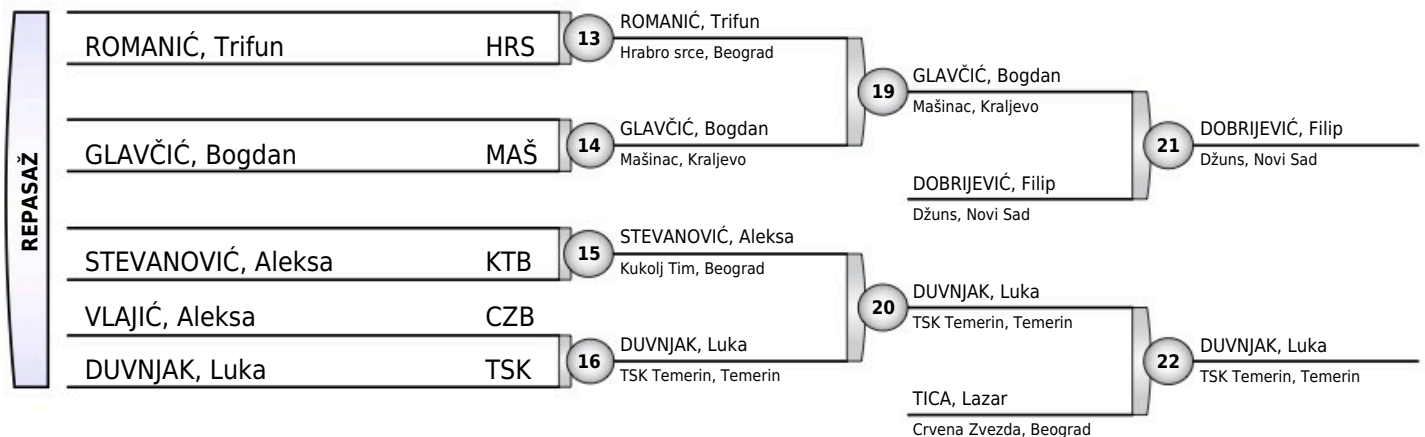 REPASAŽ
ROMANIĆ, Trifun HRS
GLAVČIĆ, Bogdan MAŠ
STEVANOVIĆ, Aleksa KTB
VLAJIĆ, Aleksa CZB
DUVNJAK, Luka TSK
13
ROMANIĆ, Trifun
Hrabro srce, Beograd
14
GLAVČIĆ, Bogdan
Mašinac, Kraljevo
15
STEVANOVIĆ, Aleksa
Kukolj Tim, Beograd
16
DUVNJAK, Luka
TSK Temerin, Temerin
19
GLAVČIĆ, Bogdan
Mašinac, Kraljevo
DOBRIJEVIĆ, Filip
Džuns, Novi Sad
20
DUVNJAK, Luka
TSK Temerin, Temerin
TICA, Lazar
Crvena Zvezda, Beograd
21
DOBRIJEVIĆ, Filip
Džuns, Novi Sad
22
DUVNJAK, Luka
TSK Temerin, Temerin